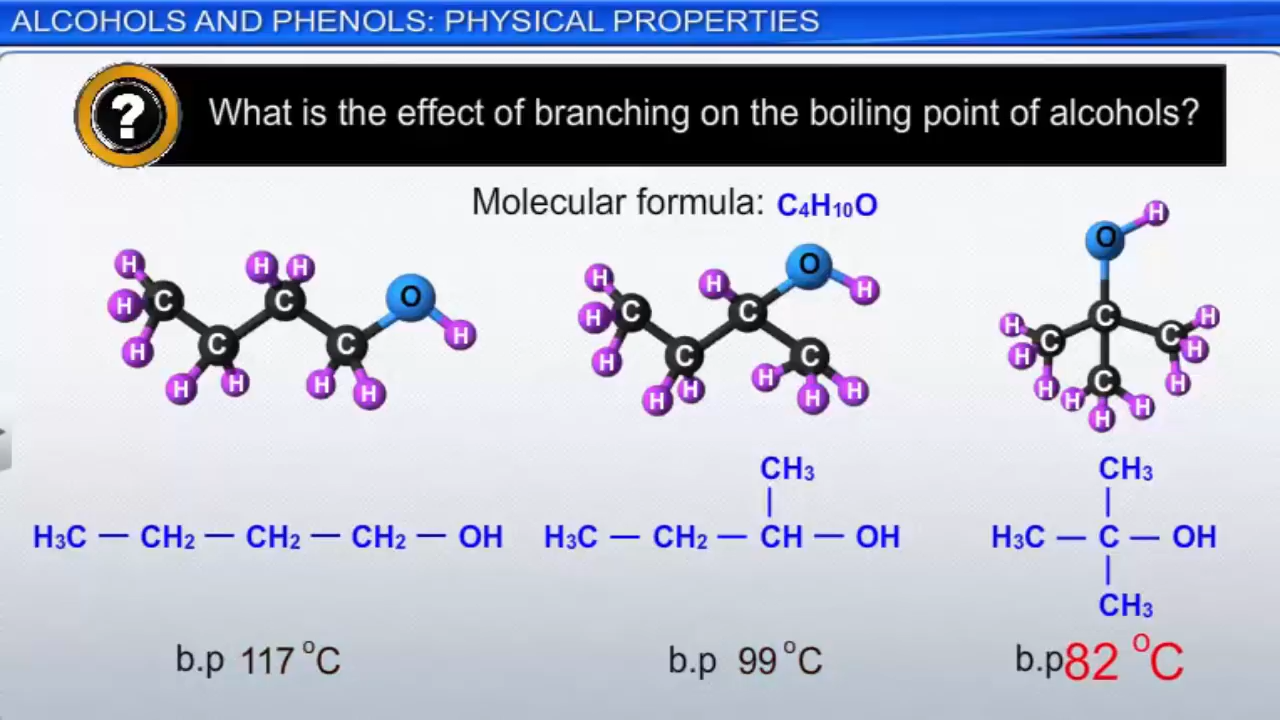 ALCOHOLS AND PHENOLS: PHYSICAL PROPERTIES
? What is the effect of branching on the boiling point of alcohols?
Molecular formula: C₄H₁₀O
H H H H H H H H H H C C C C O
H H H H H H H H H H C C C C O
H H H H H H H H H H C C C C O
CH₃ CH₃
| |
H₃C — CH₂ — CH₂ — CH₂ — OH H₃C — CH₂ — CH — OH H₃C — C — OH
|
CH₃
b.p 117 °C b.p 99 °C b.p 82 °C